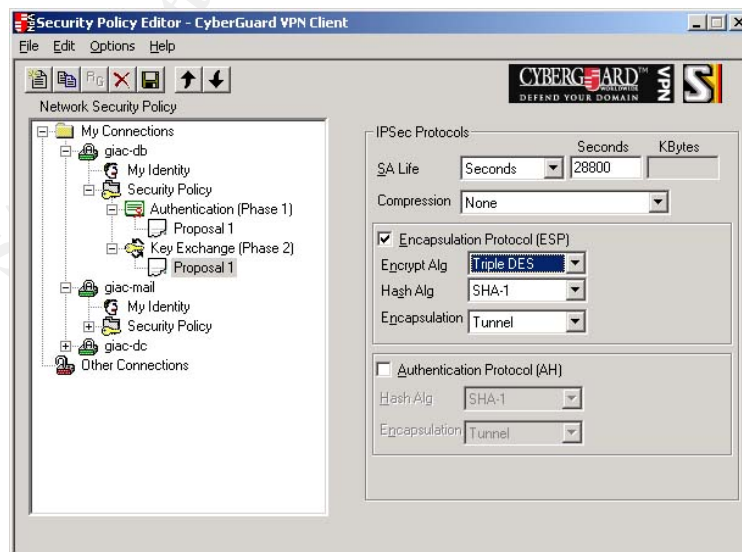 Security Policy Editor - CyberGuard VPN Client
File Edit Options Help
CYBERGUARD™
WORLDWIDE
DEFEND YOUR DOMAIN
VPN
Network Security Policy
My Connections
giac-db
My Identity
Security Policy
Authentication (Phase 1)
Proposal 1
Key Exchange (Phase 2)
Proposal 1
giac-mail
My Identity
Security Policy
giac-dc
Other Connections
IPSec Protocols
Seconds KBytes
SA Life Seconds 28800
Compression None
Encapsulation Protocol (ESP)
Encrypt Alg Triple DES
Hash Alg SHA-1
Encapsulation Tunnel
Authentication Protocol (AH)
Hash Alg SHA-1
Encapsulation Tunnel